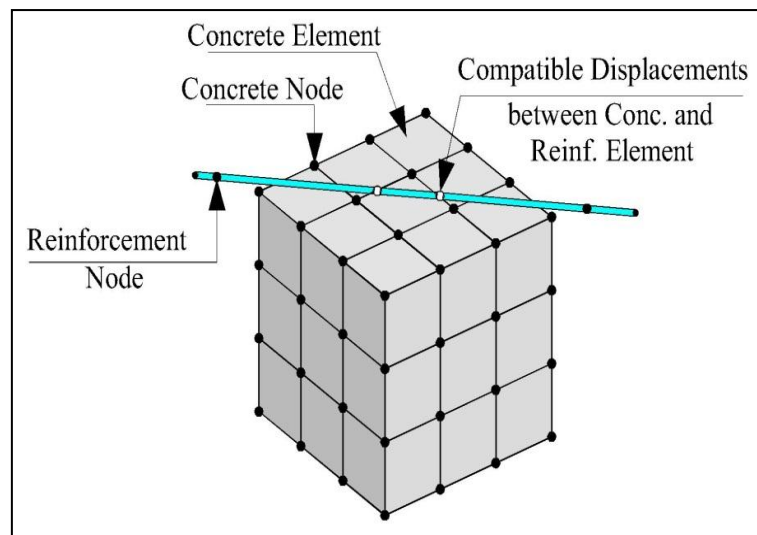 Concrete Element
Concrete Node
Compatible Displacements
between Conc. and
Reinf. Element
Reinforcement
Node